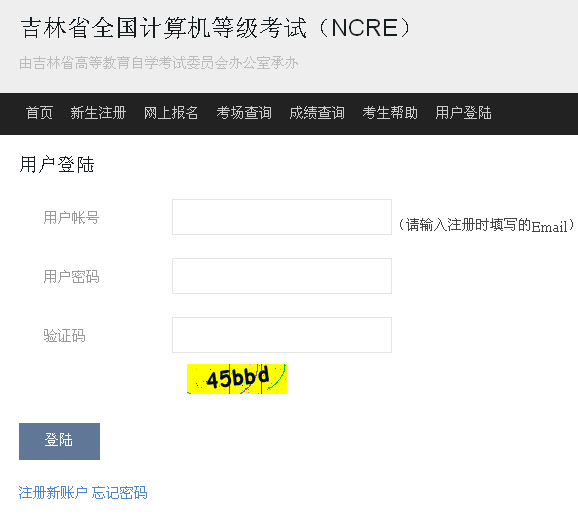 吉林省全国计算机等级考试（NCRE）
由吉林省高等教育自学考试委员会办公室承办
首页 新生注册 网上报名 考场查询 成绩查询 考生帮助 用户登陆
用户登陆
用户帐号 （请输入注册时填写的Email）
用户密码
验证码
45bbd
登陆
注册新账户 忘记密码